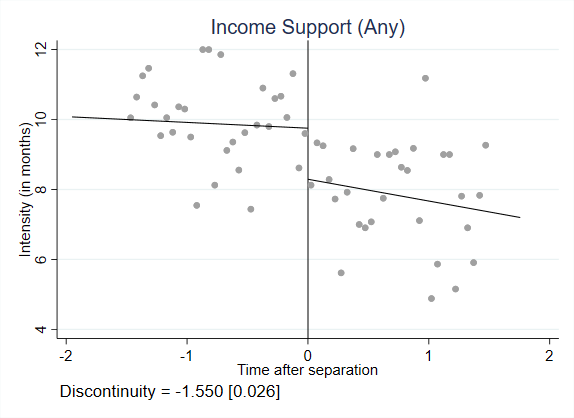 Income Support (Any)
Intensity (in months)
12
10
8
6
4
-2 -1 0 1 2
Time after separation
Discontinuity = -1.550 [0.026]